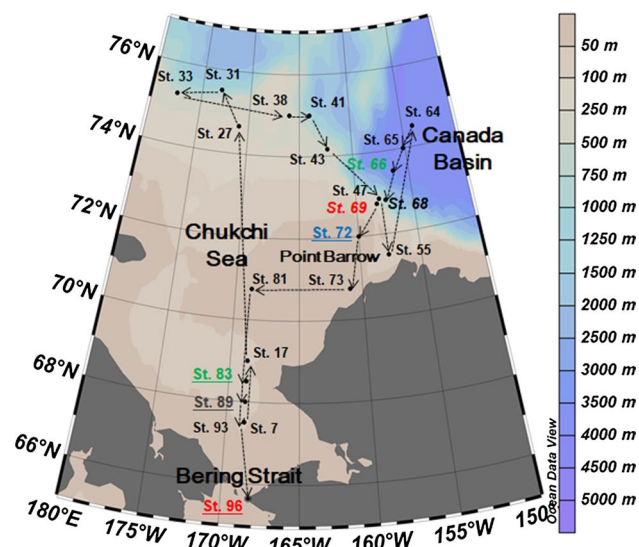 76°N
74°N
72°N
70°N
68°N
66°N
St. 33
St. 31
St. 38
St. 41
St. 64
St. 27
St. 43
St. 65
Canada
Basin
St. 66
St. 47
St. 69
St. 68
Chukchi
Sea
St. 72
St. 55
Point Barrow
St. 81
St. 73
St. 17
St. 83
St. 89
St. 93
St. 7
Bering Strait
St. 96
180°E
175°W
170°W
165°W
160°W
155°W
150°
50 m
100 m
250 m
500 m
750 m
1000 m
1250 m
1500 m
2000 m
2500 m
3000 m
3500 m
4000 m
4500 m
5000 m
Ocean Data View